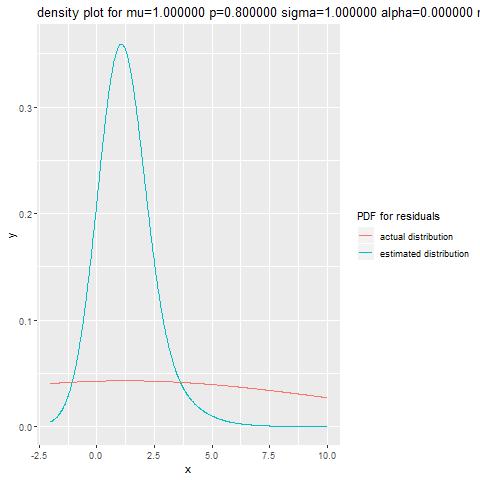 density plot for mu=1.000000 p=0.800000 sigma=1.000000 alpha=0.000000
0.3
0.2
0.1
0.0
y
-2.5 0.0 2.5 5.0 7.5 10.0
x
PDF for residuals
actual distribution
estimated distribution